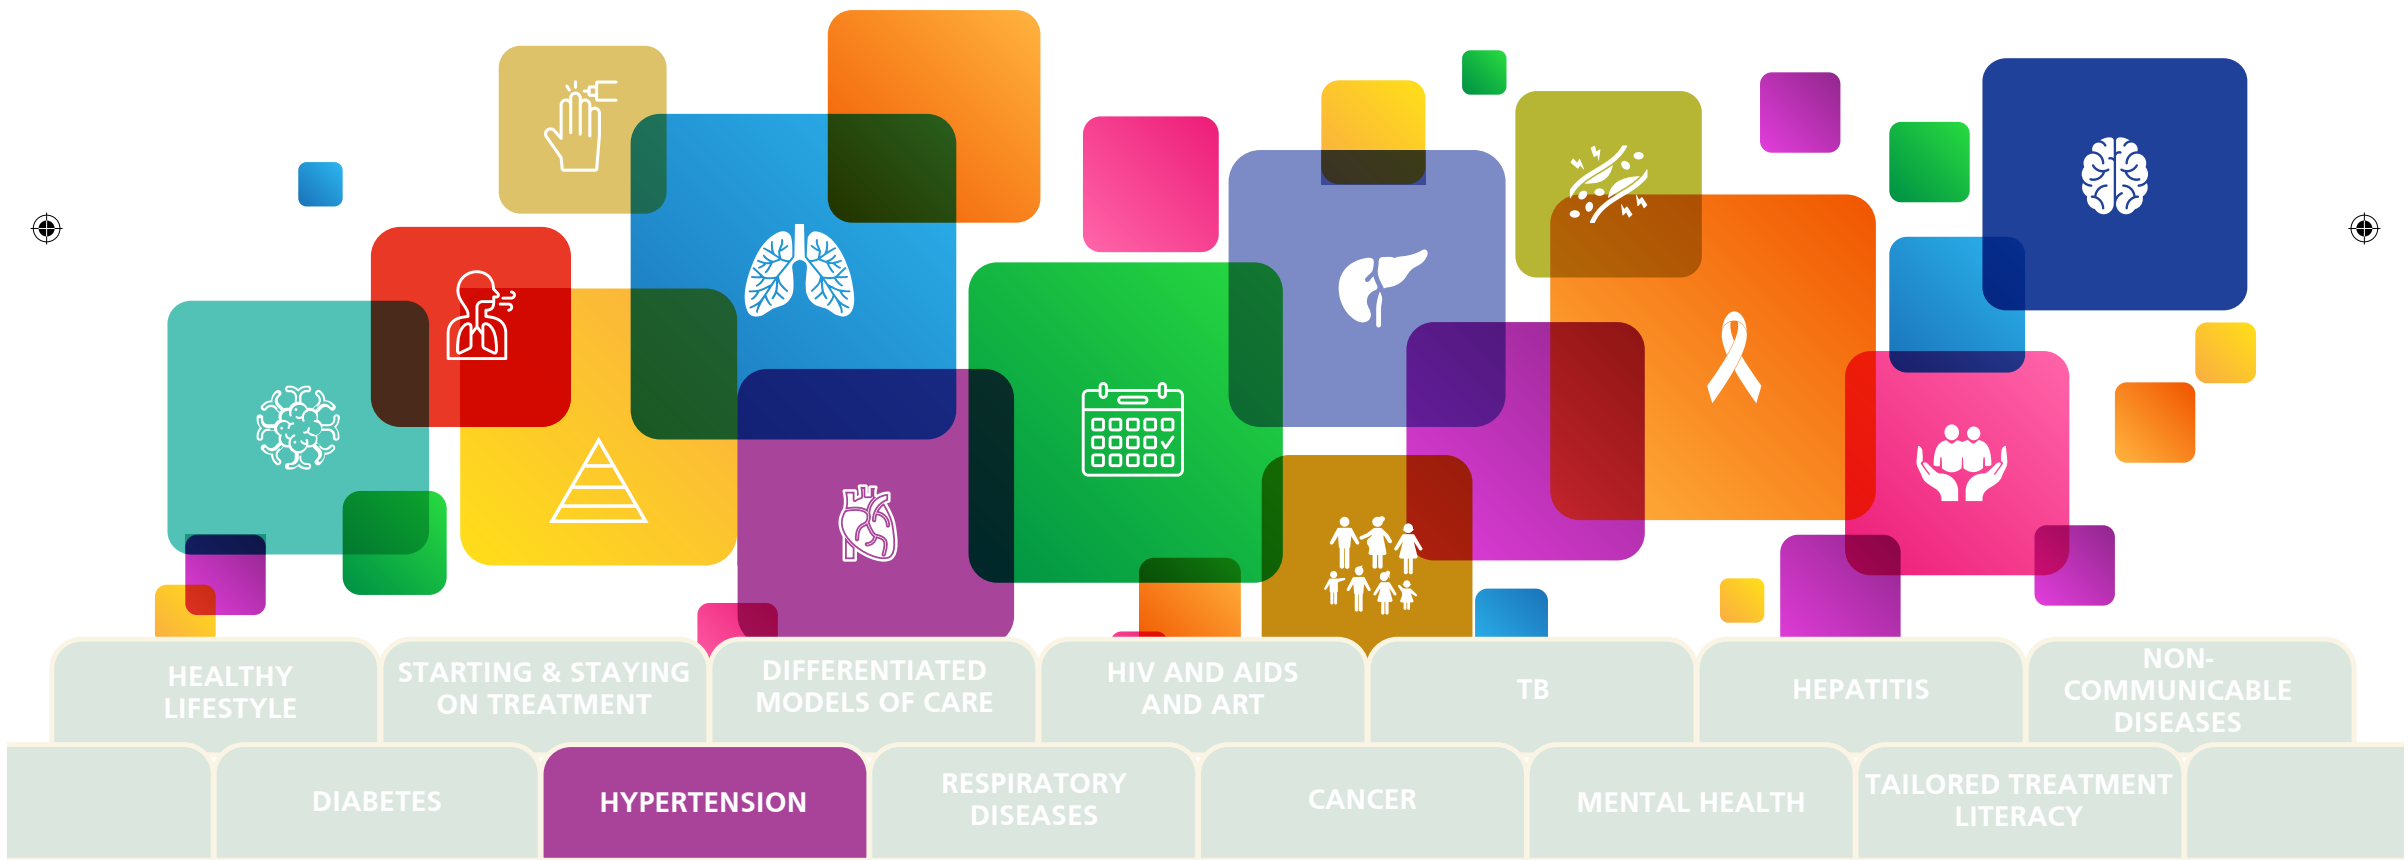 HEALTHY
LIFESTYLE
STARTING & STAYING
ON TREATMENT
DIFFERENTIATED
MODELS OF CARE
HIV AND AIDS
AND ART
TB
HEPATITIS
NON-
COMMUNICABLE
DISEASES
DIABETES
HYPERTENSION
RESPIRATORY
DISEASES
CANCER
MENTAL HEALTH
TAILORED TREATMENT
LITERACY